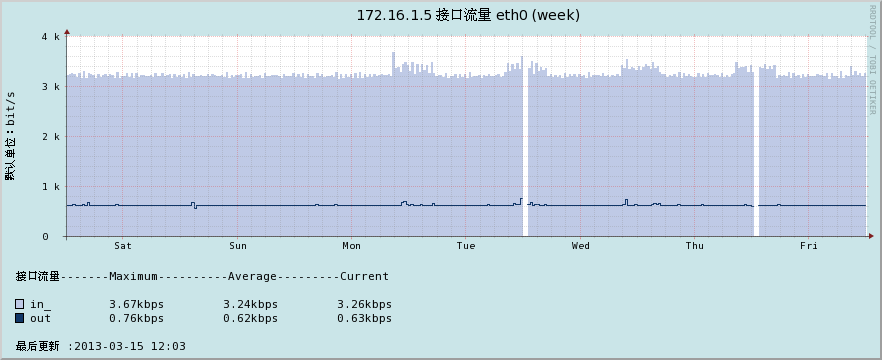 172.16.1.5 接口流量 eth0 (week)
RRDTOOL / TOBI OETIKER
默认单位：bit/s
4 k
3 k
2 k
1 k
0
Sat Sun Mon Tue Wed Thu Fri
接口流量-------Maximum----------Average---------Current
in_ 3.67kbps 3.24kbps 3.26kbps
out 0.76kbps 0.62kbps 0.63kbps
最后更新 :2013-03-15 12:03